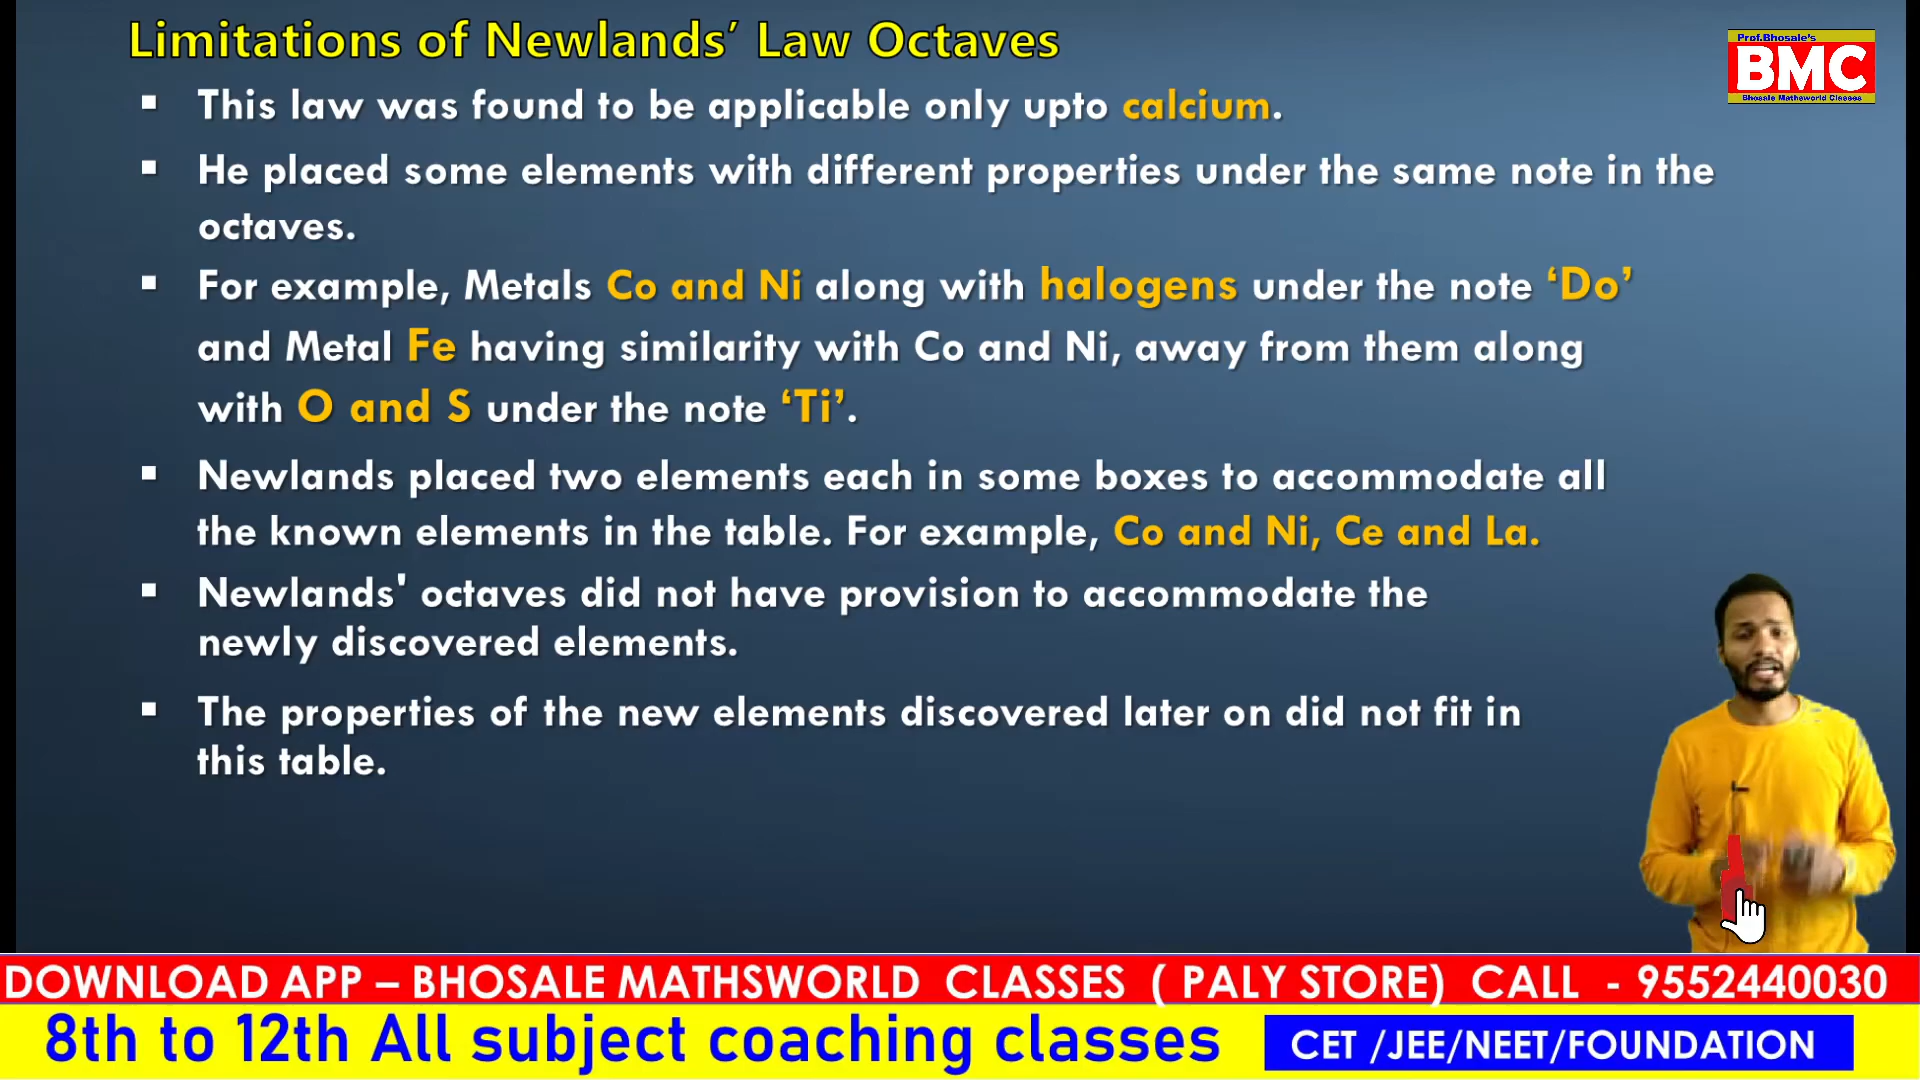 Limitations of Newlands’ Law Octaves
Prof.Bhosale's
BMC
Bhosale Mathsworld Classes
▪ This law was found to be applicable only upto calcium.
▪ He placed some elements with different properties under the same note in the
octaves.
▪ For example, Metals Co and Ni along with halogens under the note ‘Do’
and Metal Fe having similarity with Co and Ni, away from them along
with O and S under the note ‘Ti’.
▪ Newlands placed two elements each in some boxes to accommodate all
the known elements in the table. For example, Co and Ni, Ce and La.
▪ Newlands' octaves did not have provision to accommodate the
newly discovered elements.
▪ The properties of the new elements discovered later on did not fit in
this table.
DOWNLOAD APP – BHOSALE MATHSWORLD CLASSES ( PALY STORE) CALL - 9552440030
8th to 12th All subject coaching classes
CET /JEE/NEET/FOUNDATION